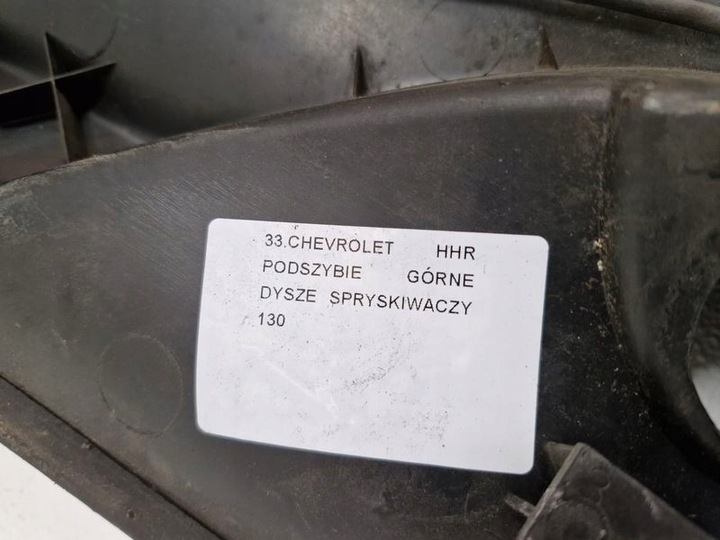 33.CHEVROLET HHR
PODSZYBIE GÓRNE
DYSZE SPRYSKIWACZY
130